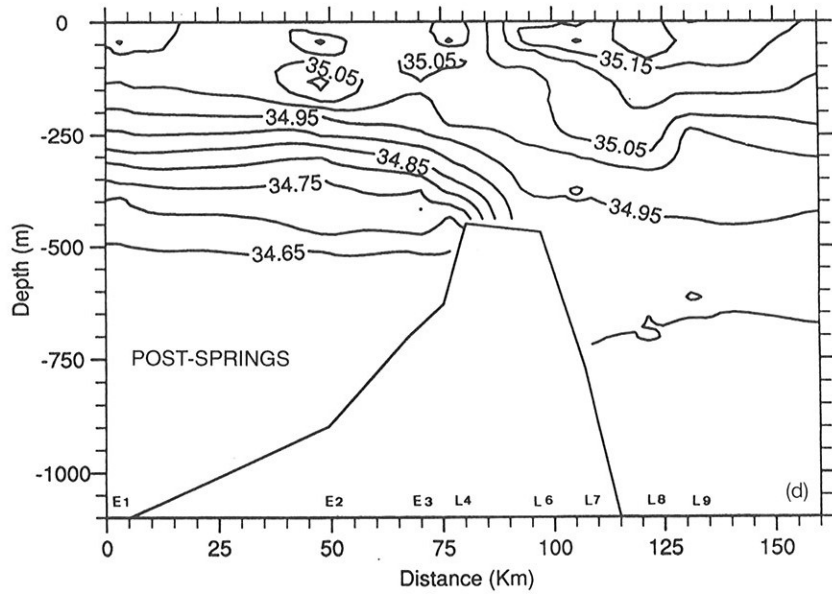 0
-250
-500
-750
-1000
Depth (m)
35.05
35.05
35.15
34.95
34.85
35.05
34.75
34.95
34.65
POST-SPRINGS
(d)
E1 E2 E3 L4 L6 L7 L8 L9
0 25 50 75 100 125 150
Distance (Km)